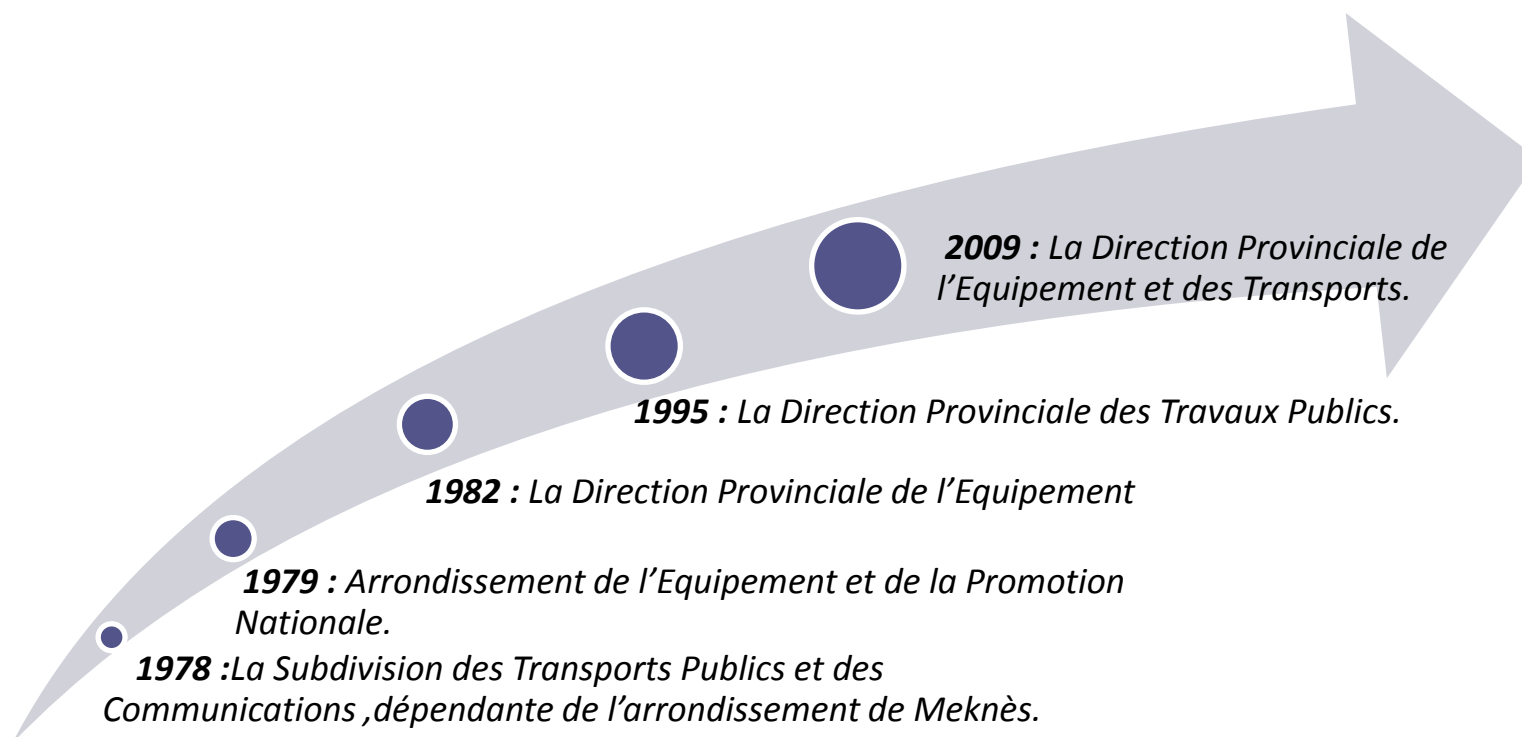 2009 : La Direction Provinciale de
l’Equipement et des Transports.
1995 : La Direction Provinciale des Travaux Publics.
1982 : La Direction Provinciale de l’Equipement
1979 : Arrondissement de l’Equipement et de la Promotion
Nationale.
1978 :La Subdivision des Transports Publics et des
Communications ,dépendante de l’arrondissement de Meknès.